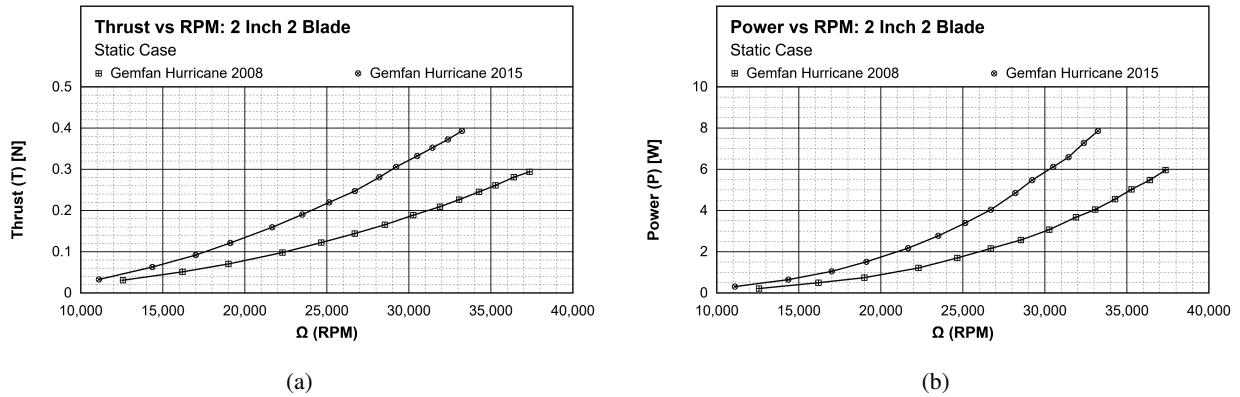 Thrust vs RPM: 2 Inch 2 Blade
Static Case
Gemfan Hurricane 2008 Gemfan Hurricane 2015
0.5
0.4
0.3
0.2
0.1
0
Thrust (T) [N]
10,000 15,000 20,000 25,000 30,000 35,000 40,000
Ω (RPM)
(a)
Power vs RPM: 2 Inch 2 Blade
Static Case
Gemfan Hurricane 2008 Gemfan Hurricane 2015
10
8
6
4
2
0
Power (P) [W]
10,000 15,000 20,000 25,000 30,000 35,000 40,000
Ω (RPM)
(b)